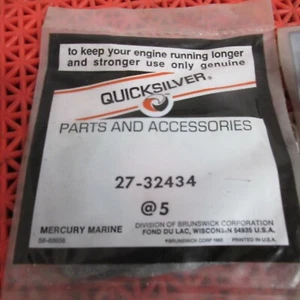 to keep your engine running longer
and stronger use only genuine
QUICKSILVER®
PARTS AND ACCESSORIES
27-32434
@5
MERCURY MARINE
DIVISION OF BRUNSWICK CORPORATION
FOND DU LAC, WISCONSIN 54935 U.S.A.
PRINTED IN U.S.A.